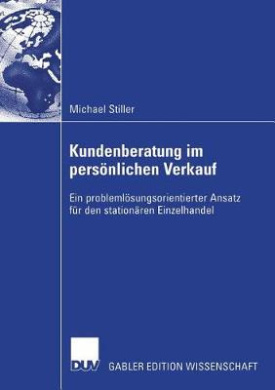 Michael Stiller
Kundenberatung im
persönlichen Verkauf
Ein problemlösungsorientierter Ansatz
für den stationären Einzelhandel
DUV
GABLER EDITION WISSENSCHAFT